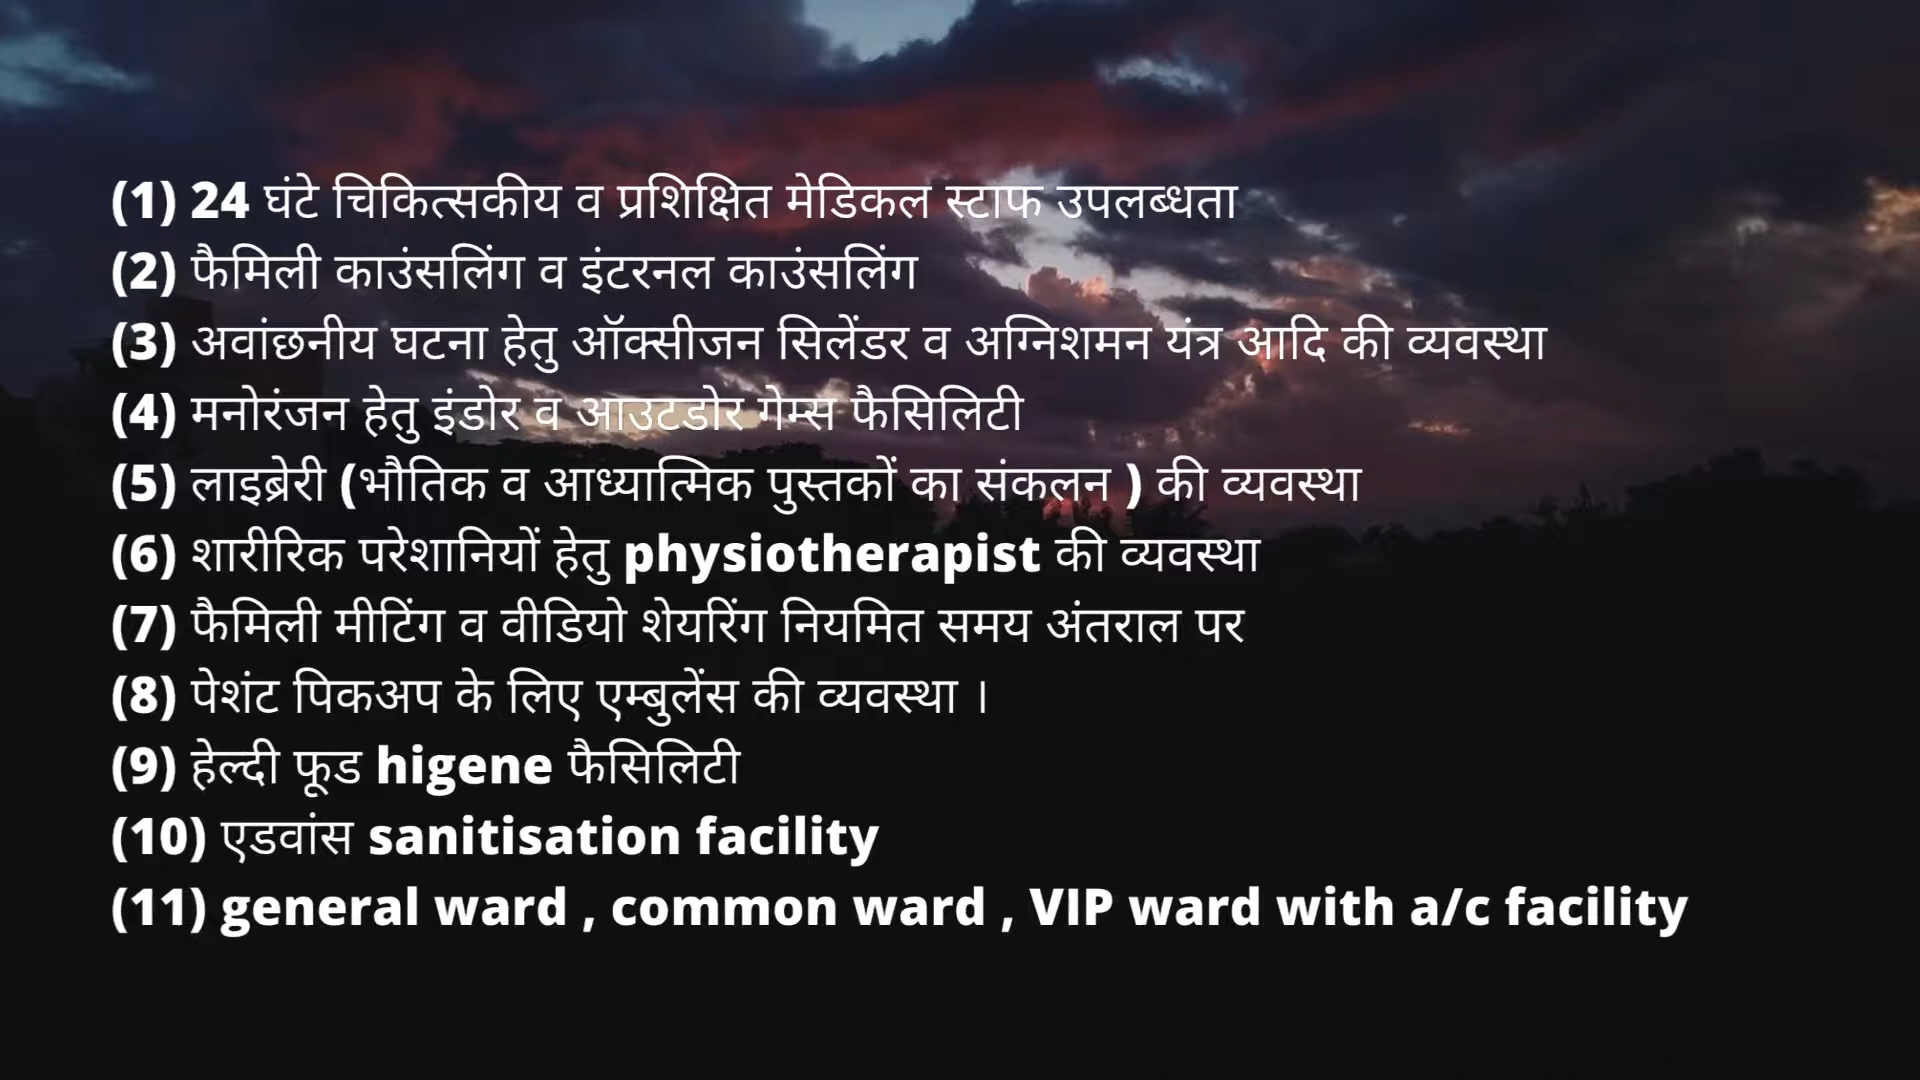 (1) 24 घंटे चिकित्सकीय व प्रशिक्षित मेडिकल स्टाफ उपलब्धता
(2) फैमिली काउंसलिंग व इंटरनल काउंसलिंग
(3) अवांछनीय घटना हेतु ऑक्सीजन सिलेंडर व अग्निशमन यंत्र आदि की व्यवस्था
(4) मनोरंजन हेतु इंडोर व आउटडोर गेम्स फैसिलिटी
(5) लाइब्रेरी (भौतिक व आध्यात्मिक पुस्तकों का संकलन ) की व्यवस्था
(6) शारीरिक परेशानियों हेतु physiotherapist की व्यवस्था
(7) फैमिली मीटिंग व वीडियो शेयरिंग नियमित समय अंतराल पर
(8) पेशंट पिकअप के लिए एम्बुलेंस की व्यवस्था ।
(9) हेल्दी फूड higene फैसिलिटी
(10) एडवांस sanitisation facility
(11) general ward , common ward , VIP ward with a/c facility